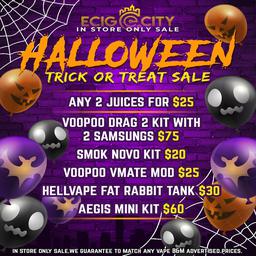 ECIG CITY
IN STORE ONLY SALE
HALLOWEEN
TRICK OR TREAT SALE
ANY 2 JUICES FOR $25
VOOPOO DRAG 2 KIT WITH
2 SAMSUNGS $75
SMOK NOVO KIT $20
VOOPOO VMATE MOD $25
HELLVAPE FAT RABBIT TANK $30
AEGIS MINI KIT $60
IN STORE ONLY SALE,WE GUARANTEE TO MATCH ANY VAPE B&M ADVERTISED PRICES.